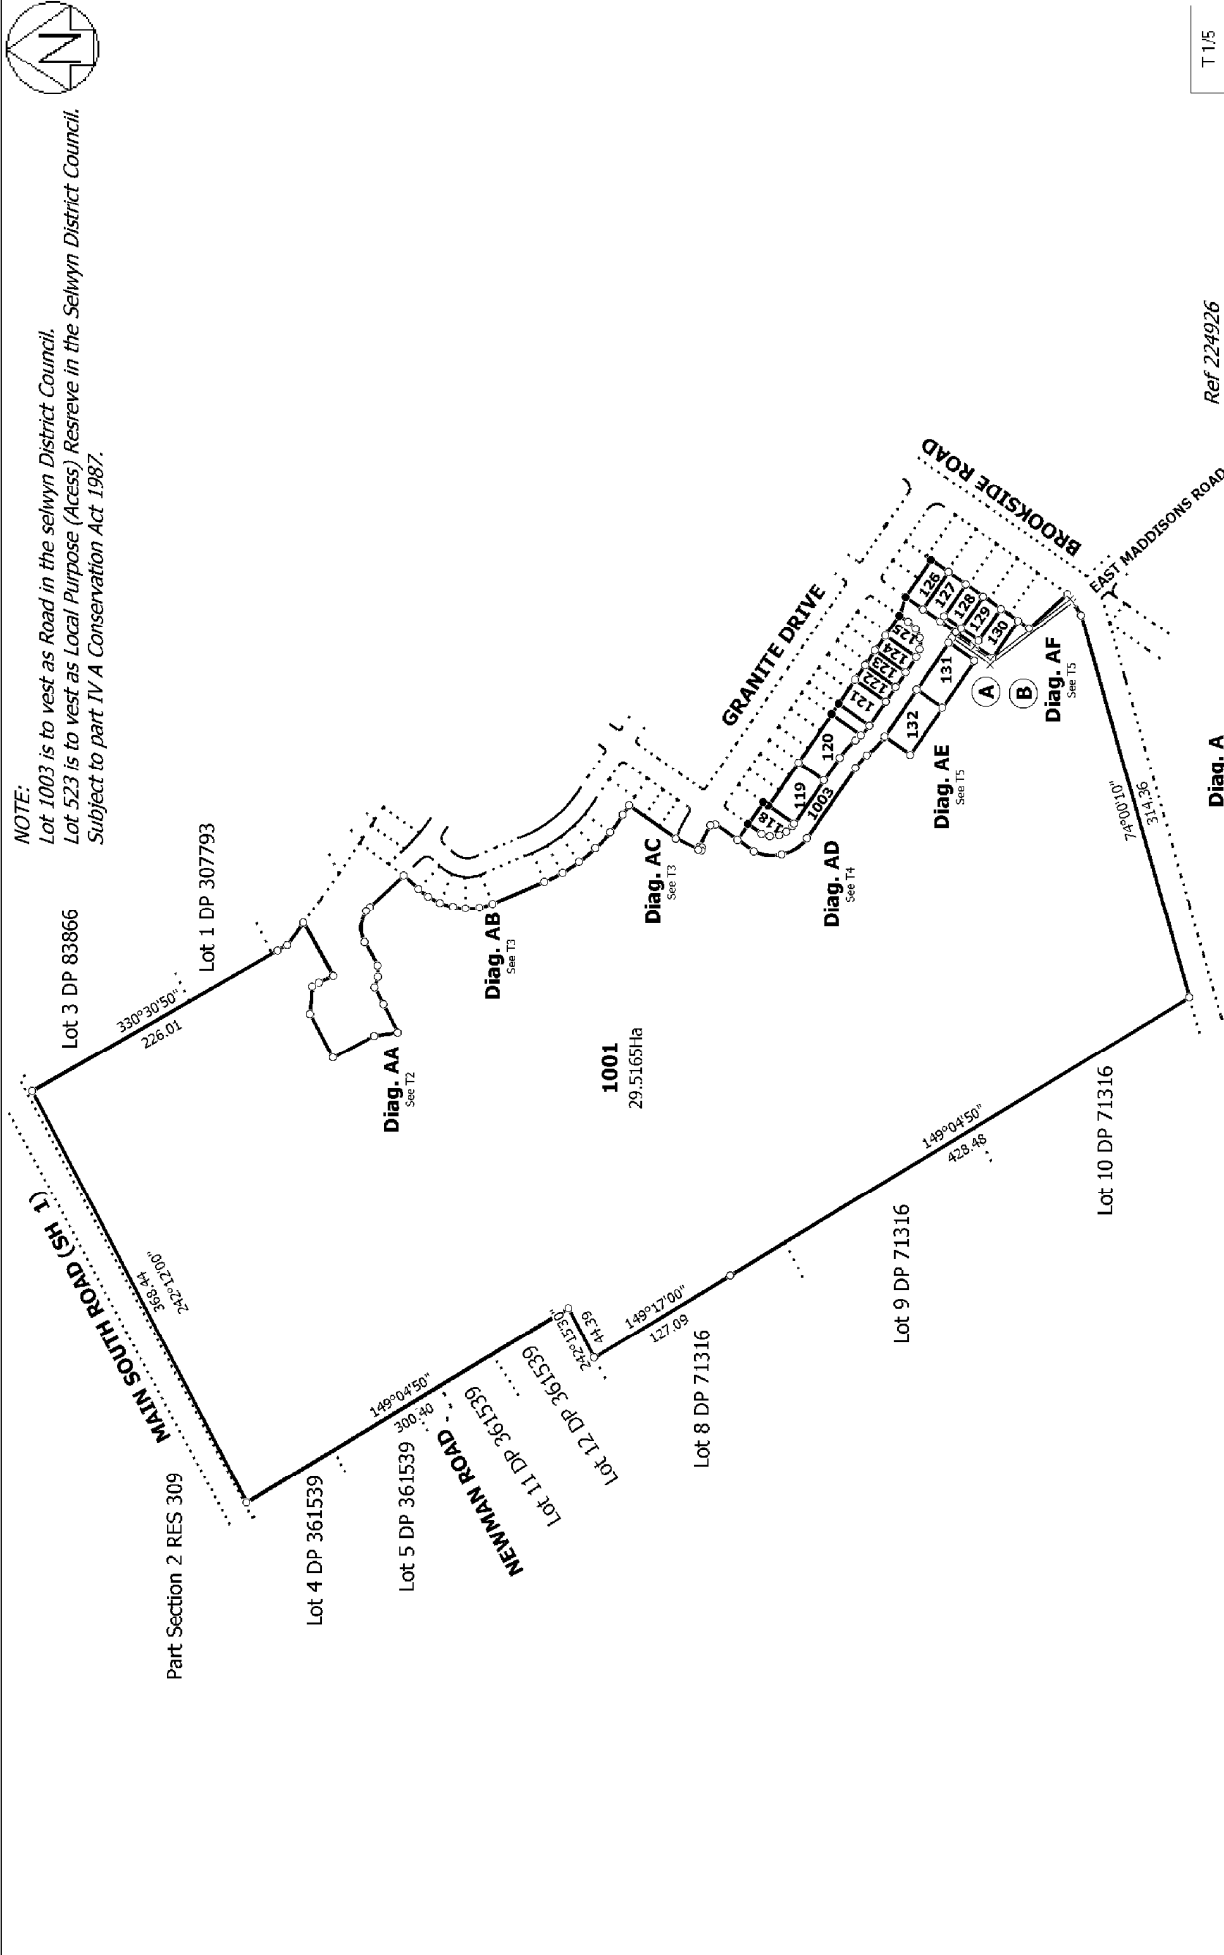 NOTE:
Lot 1003 is to vest as Road in the selwyn District Council.
Lot 523 is to vest as Local Purpose (Acess) Resreve in the Selwyn District Council.
Subject to part IV A Conservation Act 1987.
N
Lot 3 DP 83866
Lot 1 DP 307793
330°30'50"
226.01
MAIN SOUTH ROAD (SH 1)
368.44
242°12'00"
Part Section 2 RES 309
Lot 4 DP 361539
Lot 5 DP 361539
149°04'50"
300.40
NEWMAN ROAD
Lot 11 DP 361539
Lot 12 DP 361539
242°15'30"
44.39
149°17'00"
127.09
Lot 8 DP 71316
Lot 9 DP 71316
149°04'50"
428.48
Lot 10 DP 71316
1001
29.5165Ha
Diag. AA
See T2
Diag. AB
See T3
Diag. AC
See T3
Diag. AD
See T4
Diag. AE
See T5
Diag. AF
See T5
GRANITE DRIVE
BROOKSIDE ROAD
EAST MADDISONS ROAD
118
119
120
121
122
123
124
125
126
127
128
129
130
131
132
1003
A
B
74°00'10"
314.36
Diag. A
Ref 224926
T 1/5